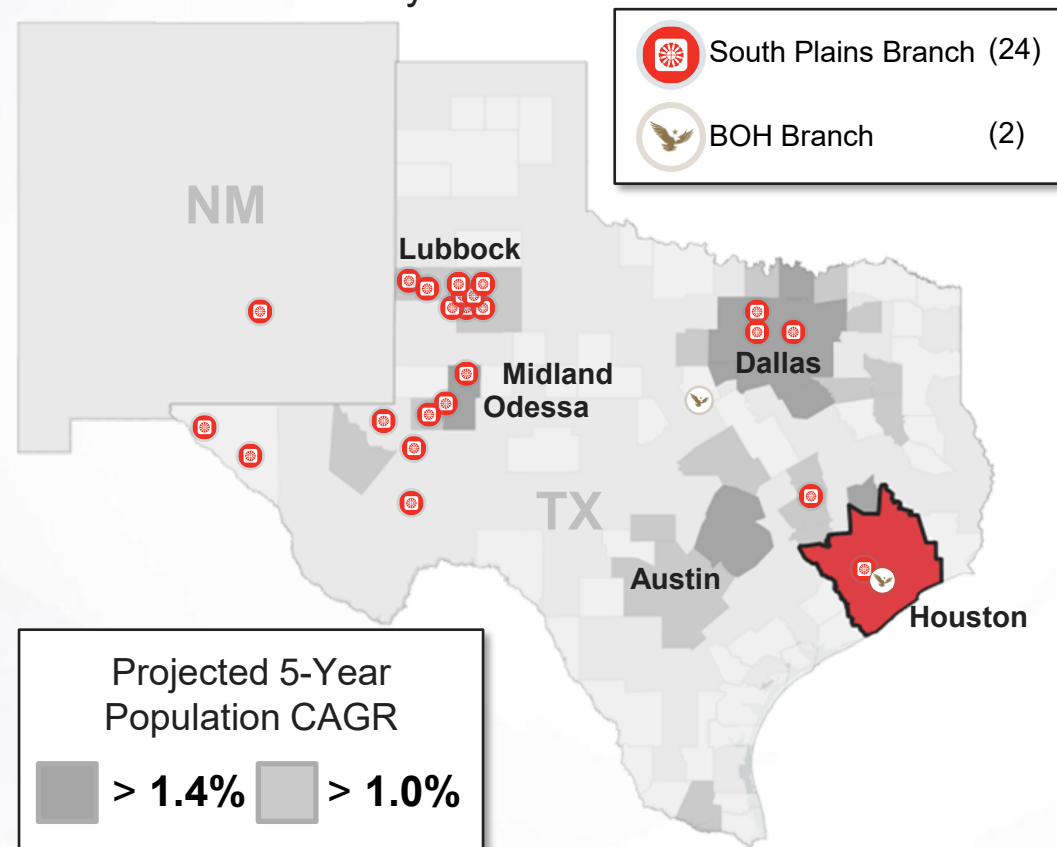 South Plains Branch (24)
BOH Branch (2)
NM
Lubbock
Midland
Odessa
Dallas
TX
Austin
Houston
Projected 5-Year
Population CAGR
> 1.4% > 1.0%